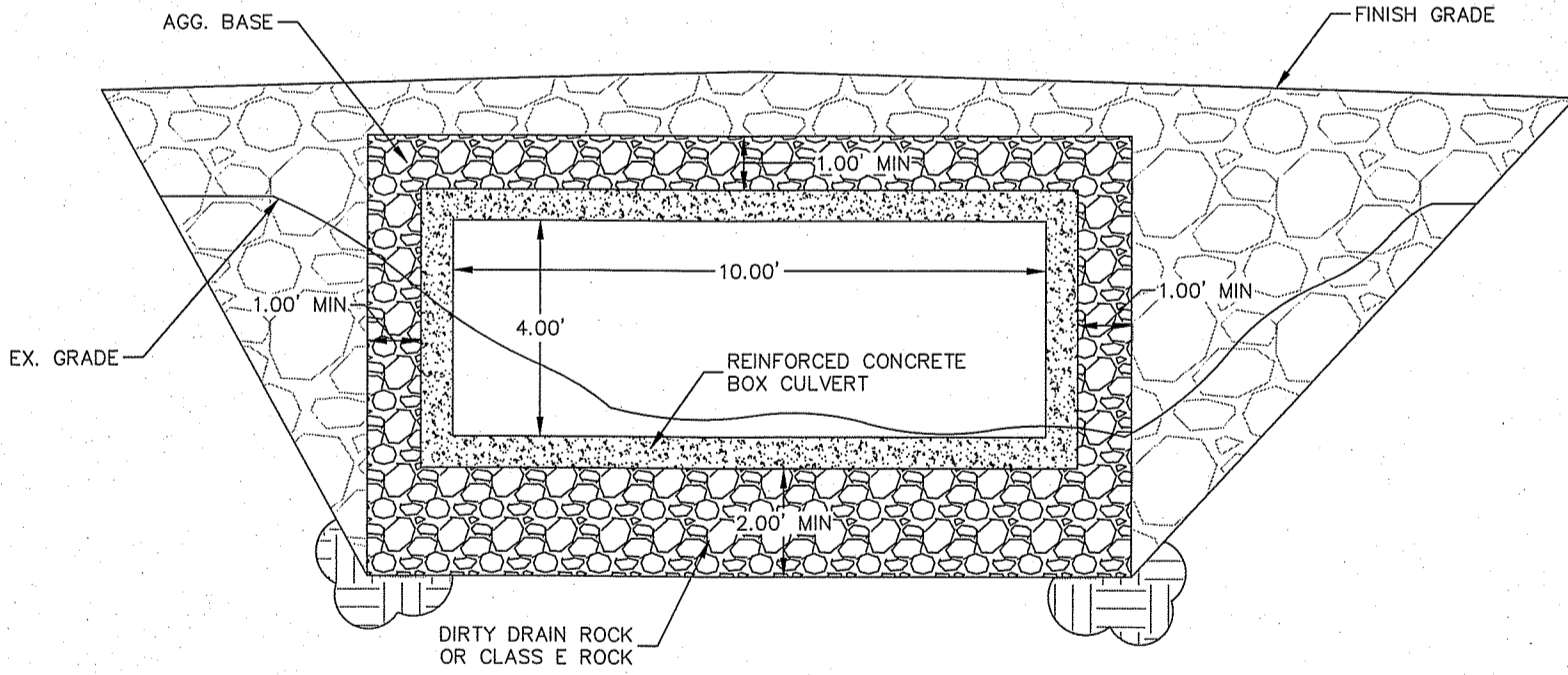 AGG. BASE
FINISH GRADE
1.00' MIN
10.00'
1.00' MIN
1.00' MIN
4.00'
EX. GRADE
REINFORCED CONCRETE
BOX CULVERT
2.00' MIN
DIRTY DRAIN ROCK
OR CLASS E ROCK